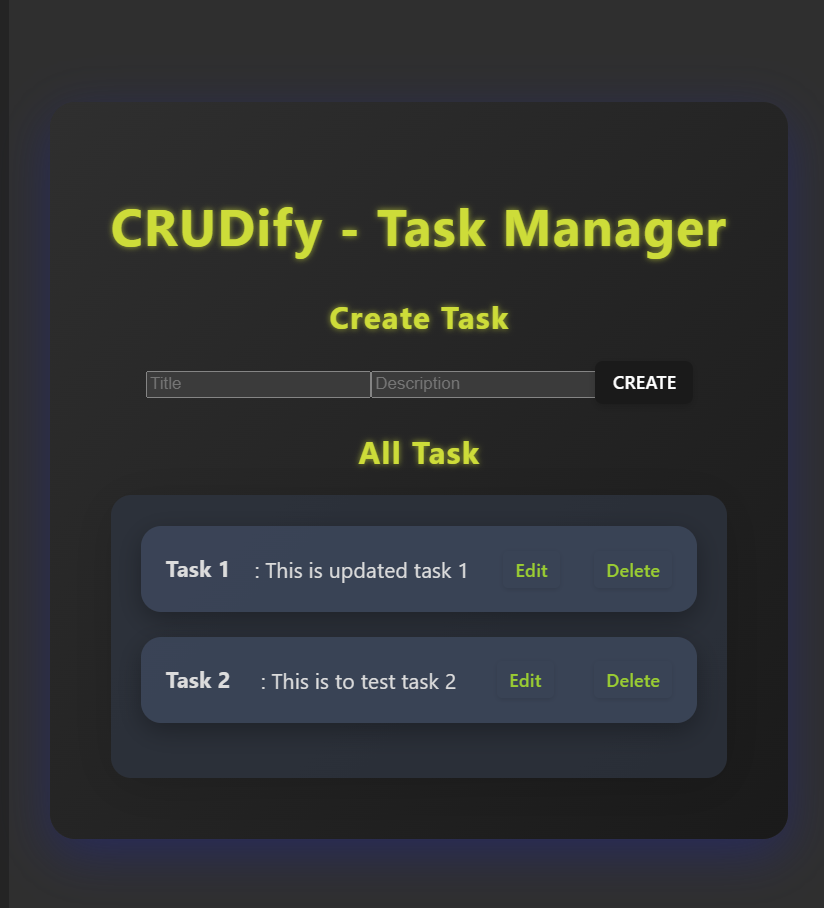 CRUDify - Task Manager
Create Task
Title Description CREATE
All Task
Task 1 : This is updated task 1 Edit Delete
Task 2 : This is to test task 2 Edit Delete